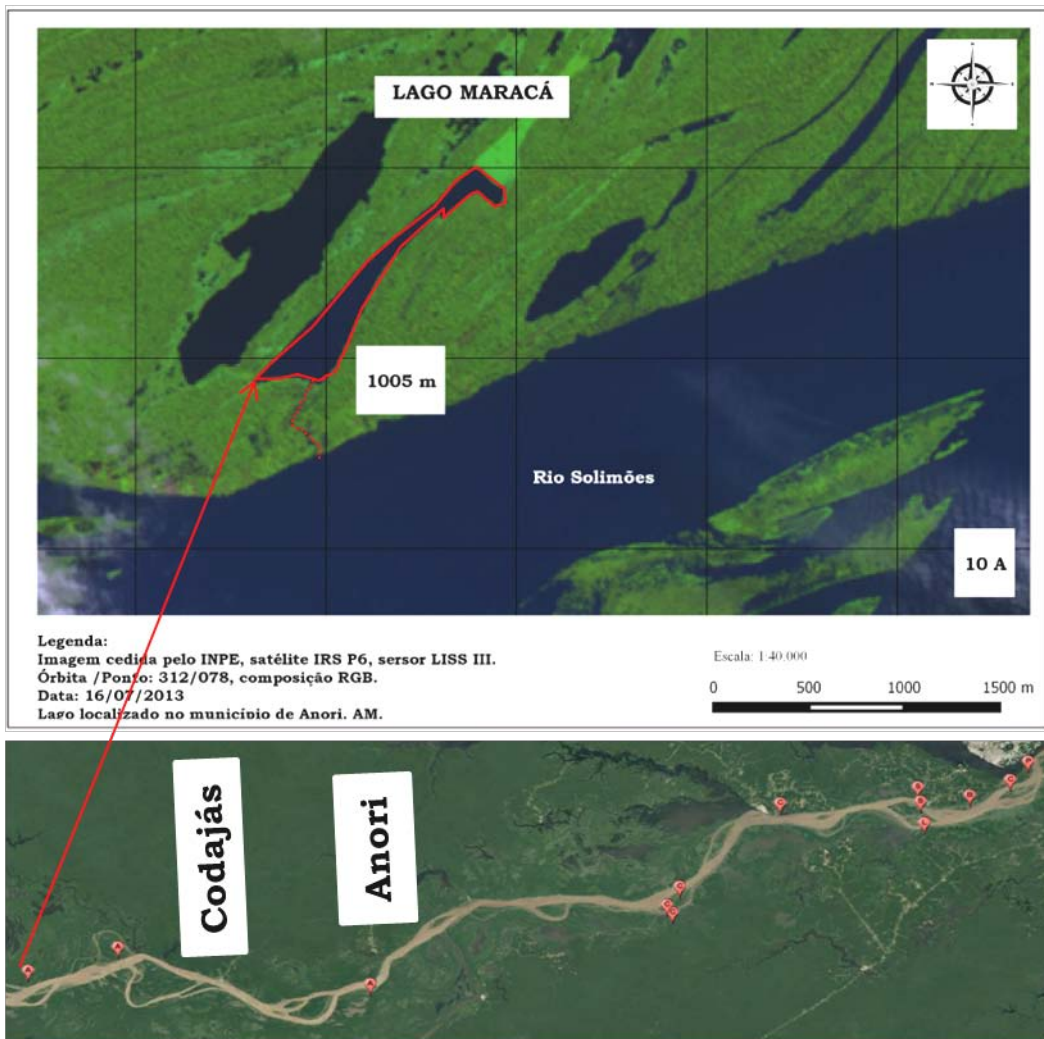 LAGO MARACÁ
1005 m
Rio Solimões
10 A
Legenda:
Imagem cedida pelo INPE, satélite IRS P6, sersor LISS III.
Órbita /Ponto: 312/078, composição RGB.
Data: 16/07/2013
Lago localizado no município de Anori. AM.
Escala: 1:40.000
0 500 1000 1500 m
Codajás
Anori
A
A
A
C